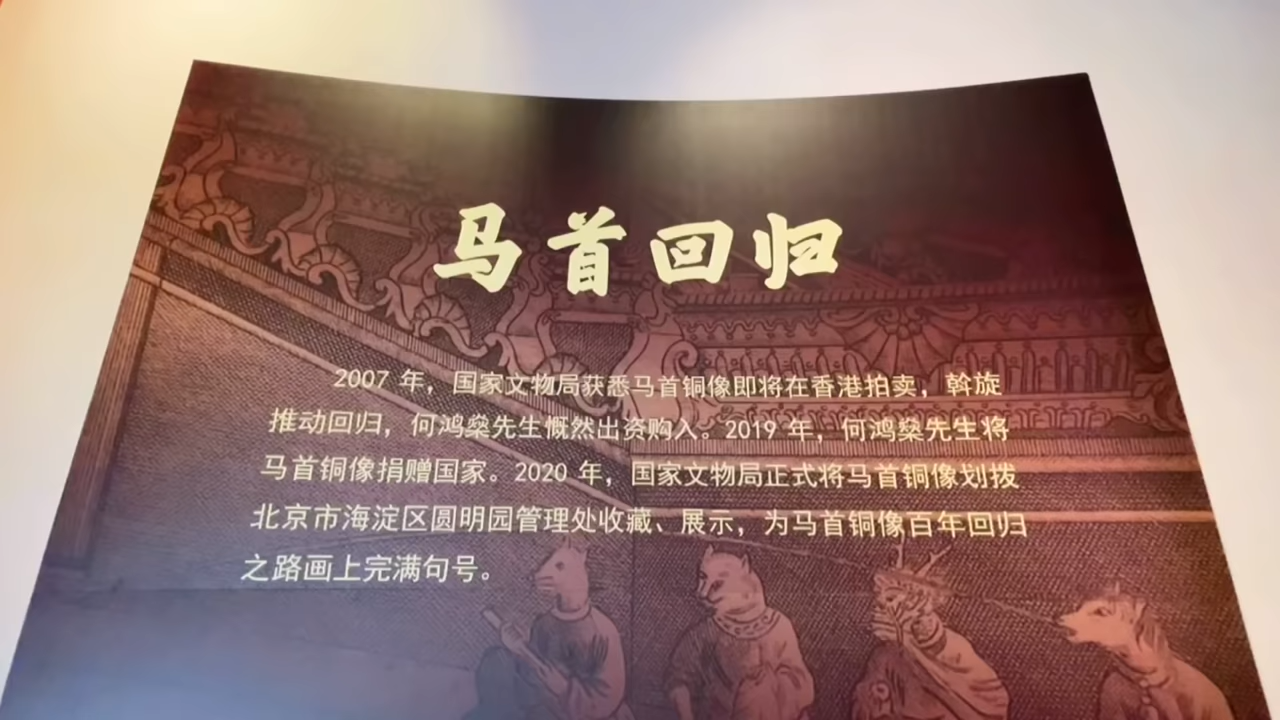 马首回归
2007 年，国家文物局获悉马首铜像即将在香港拍卖，斡旋
推动回归，何鸿燊先生慨然出资购入。2019 年，何鸿燊先生将
马首铜像捐赠国家。2020 年，国家文物局正式将马首铜像划拨
北京市海淀区圆明园管理处收藏、展示，为马首铜像百年回归
之路画上完满句号。